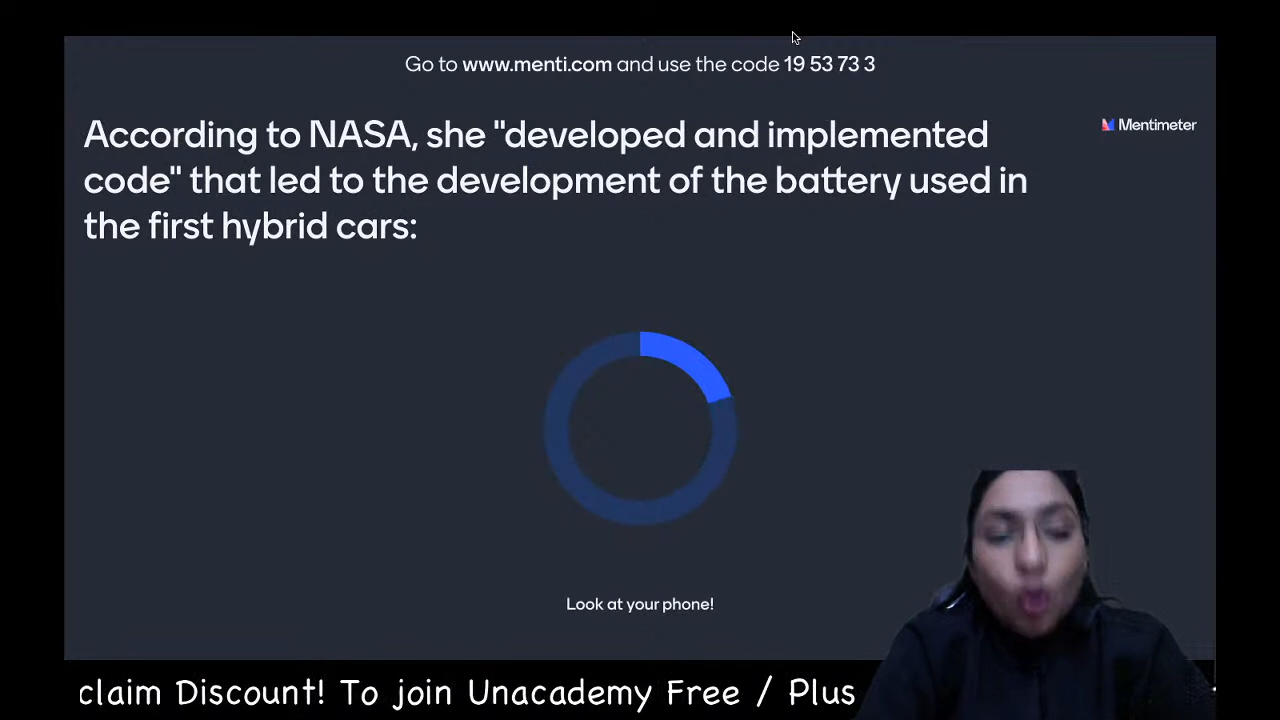 Go to www.menti.com and use the code 19 53 73 3
According to NASA, she "developed and implemented
Mentimeter
code" that led to the development of the battery used in
the first hybrid cars:
Look at your phone!
claim Discount! To join Unacademy Free / Plus